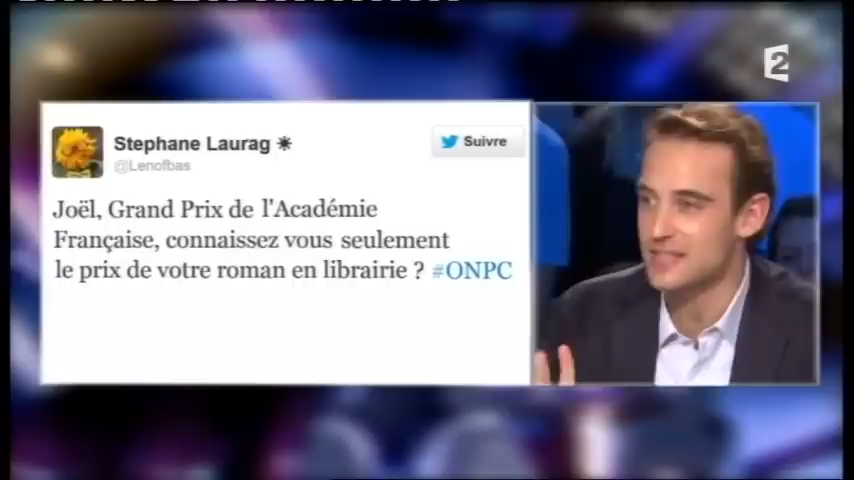 2
Stephane Laurag ☀
@Lenofbas
Suivre
Joël, Grand Prix de l'Académie
Française, connaissez vous seulement
le prix de votre roman en librairie ? #ONPC